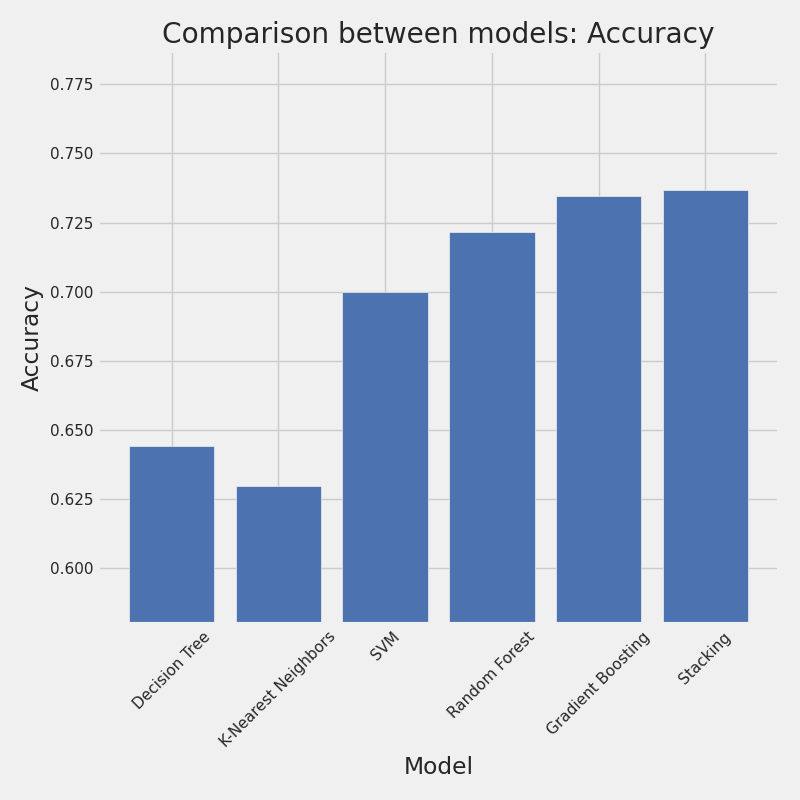 Comparison between models: Accuracy
Accuracy
0.775
0.750
0.725
0.700
0.675
0.650
0.625
0.600
Decision Tree
K-Nearest Neighbors
SVM
Random Forest
Gradient Boosting
Stacking
Model